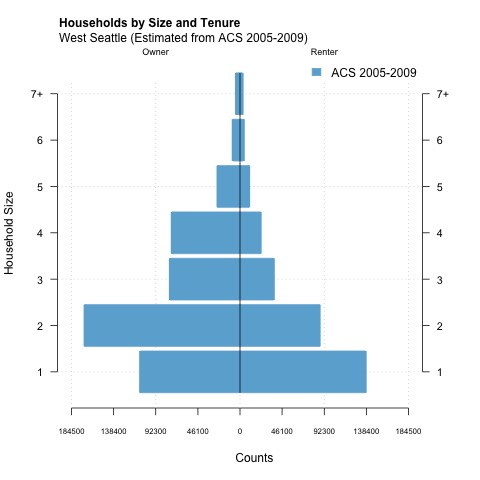 Households by Size and Tenure
West Seattle (Estimated from ACS 2005-2009)
Owner Renter
ACS 2005-2009
7+ 7+
6 6
5 5
4 4
3 3
2 2
1 1
Household Size
184500 138400 92300 46100 0 46100 92300 138400 184500
Counts